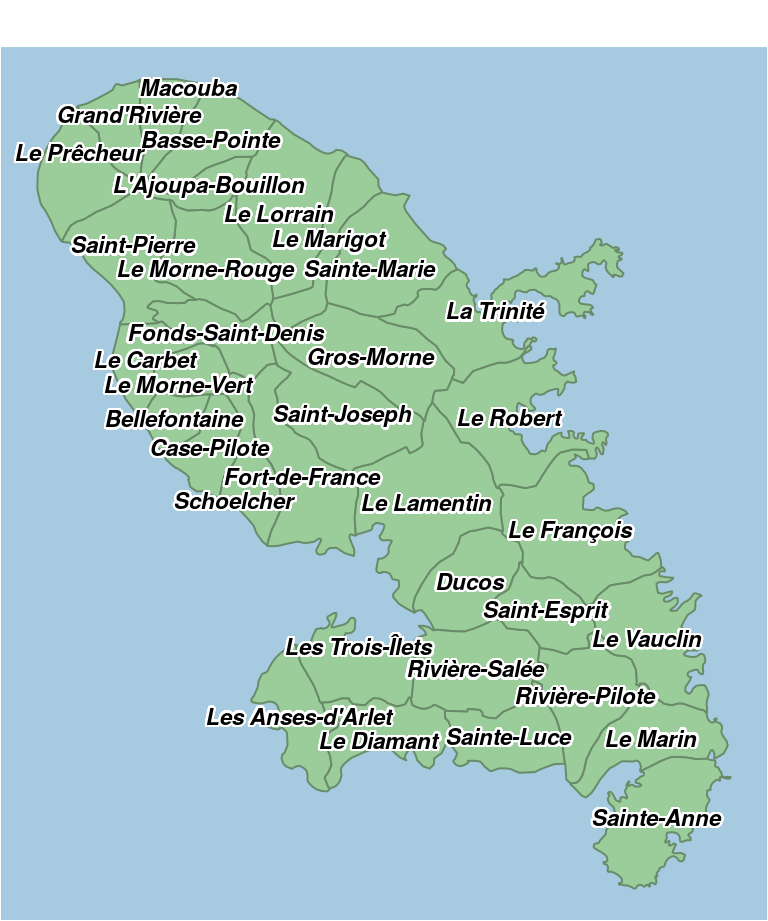 Macouba
Grand'Rivière
Basse-Pointe
Le Prêcheur
L'Ajoupa-Bouillon
Le Lorrain
Le Marigot
Saint-Pierre
Le Morne-Rouge
Sainte-Marie
La Trinité
Fonds-Saint-Denis
Le Carbet
Gros-Morne
Le Morne-Vert
Bellefontaine
Saint-Joseph
Le Robert
Case-Pilote
Fort-de-France
Schoelcher
Le Lamentin
Le François
Ducos
Saint-Esprit
Le Vauclin
Les Trois-Îlets
Rivière-Salée
Rivière-Pilote
Les Anses-d'Arlet
Le Diamant
Sainte-Luce
Le Marin
Sainte-Anne